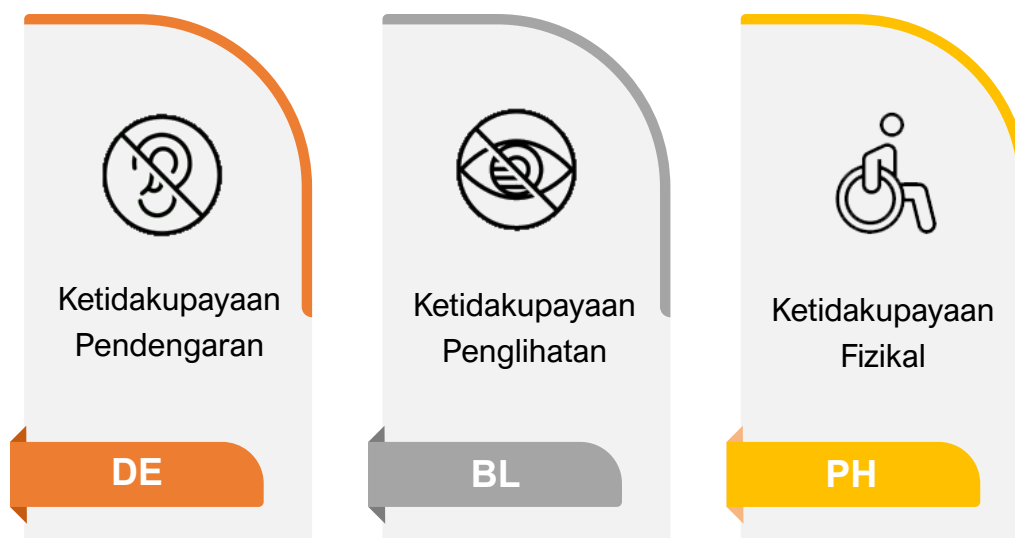 Ketidakupayaan
Pendengaran
DE
Ketidakupayaan
Penglihatan
BL
Ketidakupayaan
Fizikal
PH